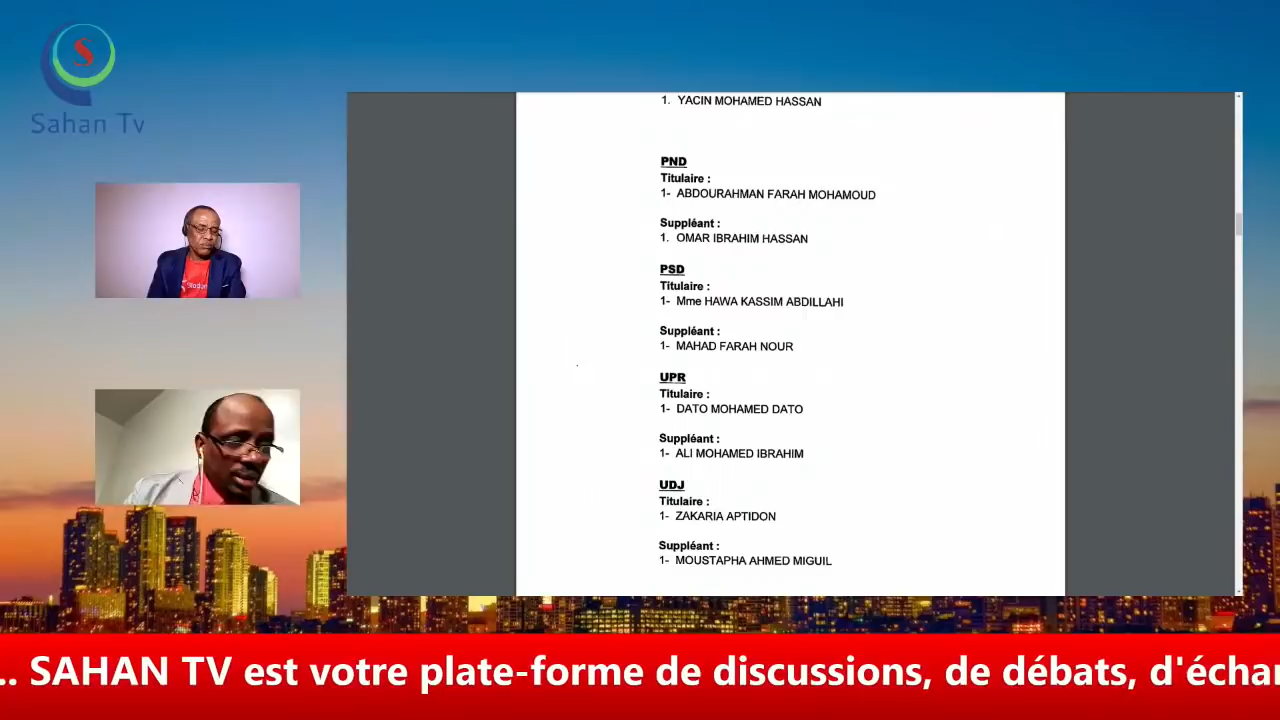 S
Sahan Tv
1. YACIN MOHAMED HASSAN
PND
Titulaire :
1- ABDOURAHMAN FARAH MOHAMOUD
Suppléant :
1. OMAR IBRAHIM HASSAN
PSD
Titulaire :
1- Mme HAWA KASSIM ABDILLAHI
Suppléant :
1- MAHAD FARAH NOUR
UPR
Titulaire :
1- DATO MOHAMED DATO
Suppléant :
1- ALI MOHAMED IBRAHIM
UDJ
Titulaire :
1- ZAKARIA APTIDON
Suppléant :
1- MOUSTAPHA AHMED MIGUIL
.. SAHAN TV est votre plate-forme de discussions, de débats, d'échan